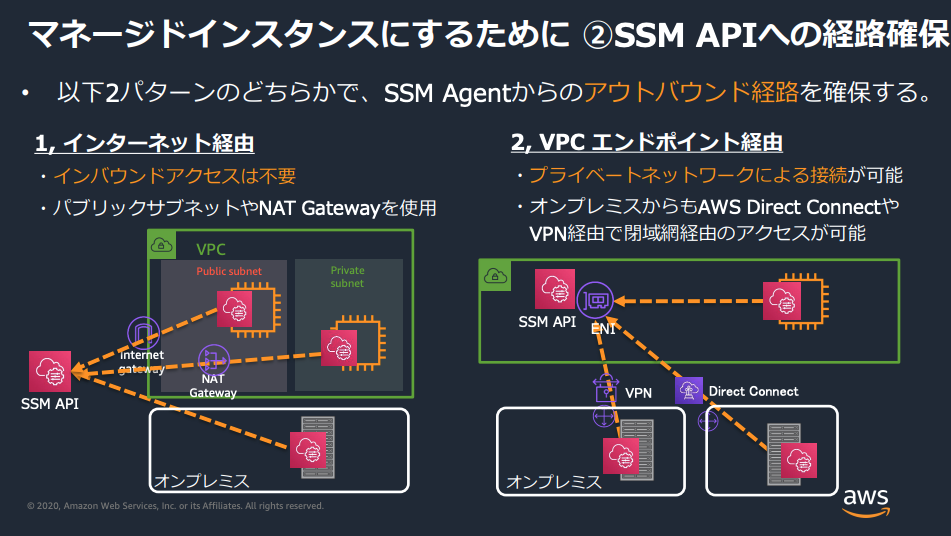 マネージドインスタンスにするために ②SSM APIへの経路確保
• 以下2パターンのどちらかで、SSM Agentからのアウトバウンド経路を確保する。
1, インターネット経由
・インバウンドアクセスは不要
・パブリックサブネットやNAT Gatewayを使用
VPC
Public subnet
Private
subnet
Internet
gateway
NAT
Gateway
SSM API
オンプレミス
2, VPC エンドポイント経由
・プライベートネットワークによる接続が可能
・オンプレミスからもAWS Direct Connectや
VPN経由で閉域網経由のアクセスが可能
SSM API
ENI
VPN
Direct Connect
オンプレミス
© 2020, Amazon Web Services, Inc. or its Affiliates. All rights reserved.
aws